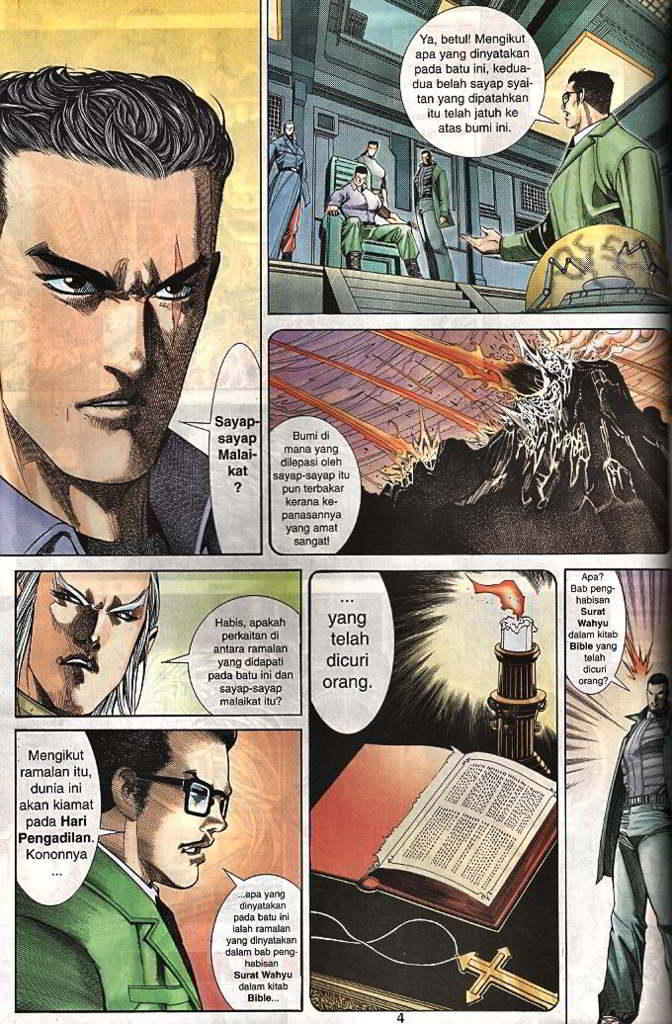 Sayap-
sayap
Malai-
kat
?
Ya, betul! Mengikut
apa yang dinyatakan
pada batu ini, kedua-
dua belah sayap syai-
tan yang dipatahkan
itu telah jatuh ke
atas bumi ini.
Bumi di
mana yang
dilepasi oleh
sayap-sayap itu
pun terbakar
kerana ke-
panasannya
yang amat
sangat!
Habis, apakah
perkaitan di
antara ramalan
yang didapati
pada batu ini dan
sayap-sayap
malaikat itu?
Mengikut
ramalan itu,
dunia ini
akan kiamat
pada Hari
Pengadilan.
Kononnya
...
...apa yang
dinyatakan
pada batu ini
ialah ramalan
yang dinyatakan
dalam bab peng-
habisan
Surat Wahyu
dalam kitab
Bible...
...
yang
telah
dicuri
orang.
Apa?
Bab peng-
habisan
Surat
Wahyu
dalam kitab
Bible yang
telah
dicuri
orang?
4